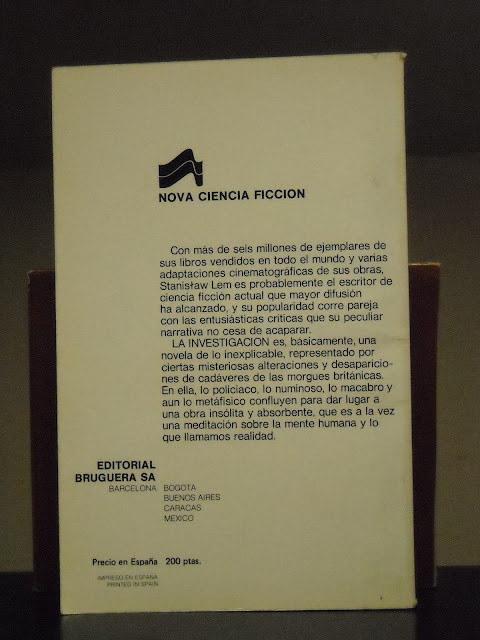 NOVA CIENCIA FICCION
Con más de seis millones de ejemplares de
sus libros vendidos en todo el mundo y varias
adaptaciones cinematográficas de sus obras,
Stanisław Lem es probablemente el escritor de
ciencia ficción actual que mayor difusión
ha alcanzado, y su popularidad corre pareja
con las entusiásticas críticas que su peculiar
narrativa no cesa de acaparar.
LA INVESTIGACION es, básicamente, una
novela de lo inexplicable, representado por
ciertas misteriosas alteraciones y desaparicio-
nes de cadáveres de las morgues británicas.
En ella, lo policíaco, lo numinoso, lo macabro y
aun lo metafísico confluyen para dar lugar a
una obra insólita y absorbente, que es a la vez
una meditación sobre la mente humana y lo
que llamamos realidad.
EDITORIAL
BRUGUERA SA
BARCELONA BOGOTA
BUENOS AIRES
CARACAS
MEXICO
Precio en España 200 ptas.
IMPRESO EN ESPAÑA
PRINTED IN SPAIN